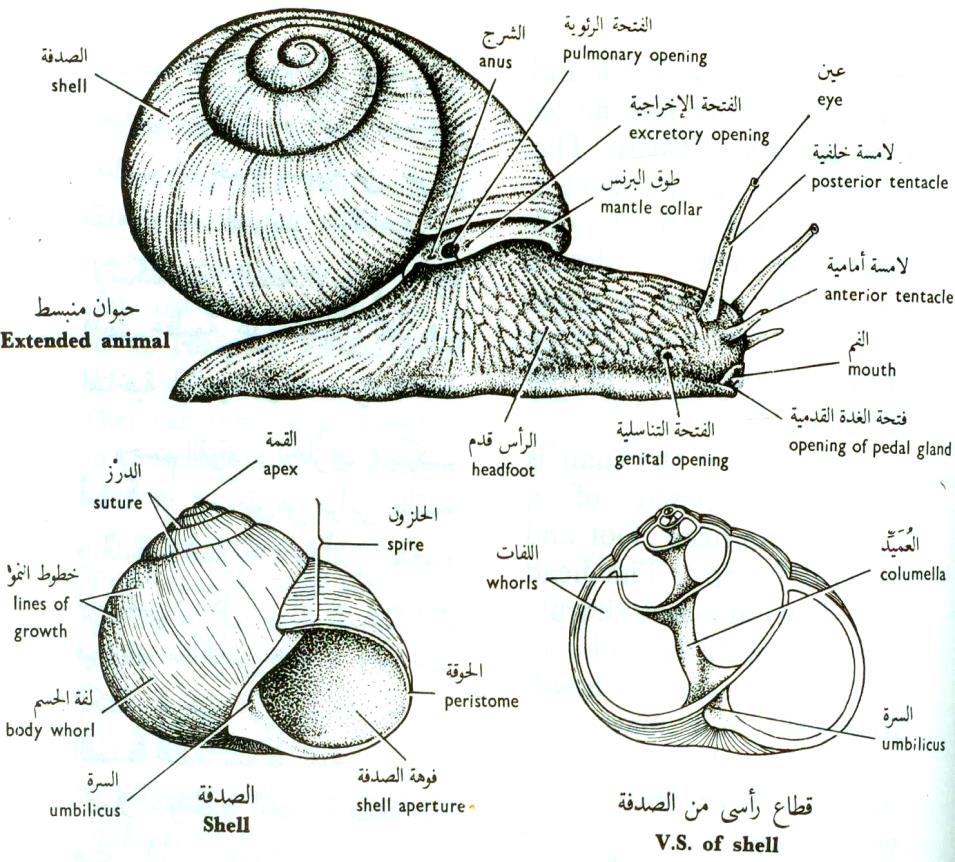 الصدفة
shell
الشرج
anus
الفتحة الرئوية
pulmonary opening
الفتحة الإخراجية
excretory opening
طوق البرنس
mantle collar
عين
eye
لامسة خلفية
posterior tentacle
لامسة أمامية
anterior tentacle
الفم
mouth
فتحة الغدة القدمية
opening of pedal gland
الفتحة التناسلية
genital opening
الرأس قدم
headfoot
حيوان منبسط
Extended animal
القمة
apex
الدرز
suture
الحلزون
spire
خطوط النمو
lines of
growth
لفة الجسم
body whorl
السرة
umbilicus
الحوقة
peristome
فوهة الصدفة
shell aperture
الصدفة
Shell
اللفات
whorls
العُمَيِّد
columella
السرة
umbilicus
قطاع رأسى من الصدفة
V.S. of shell